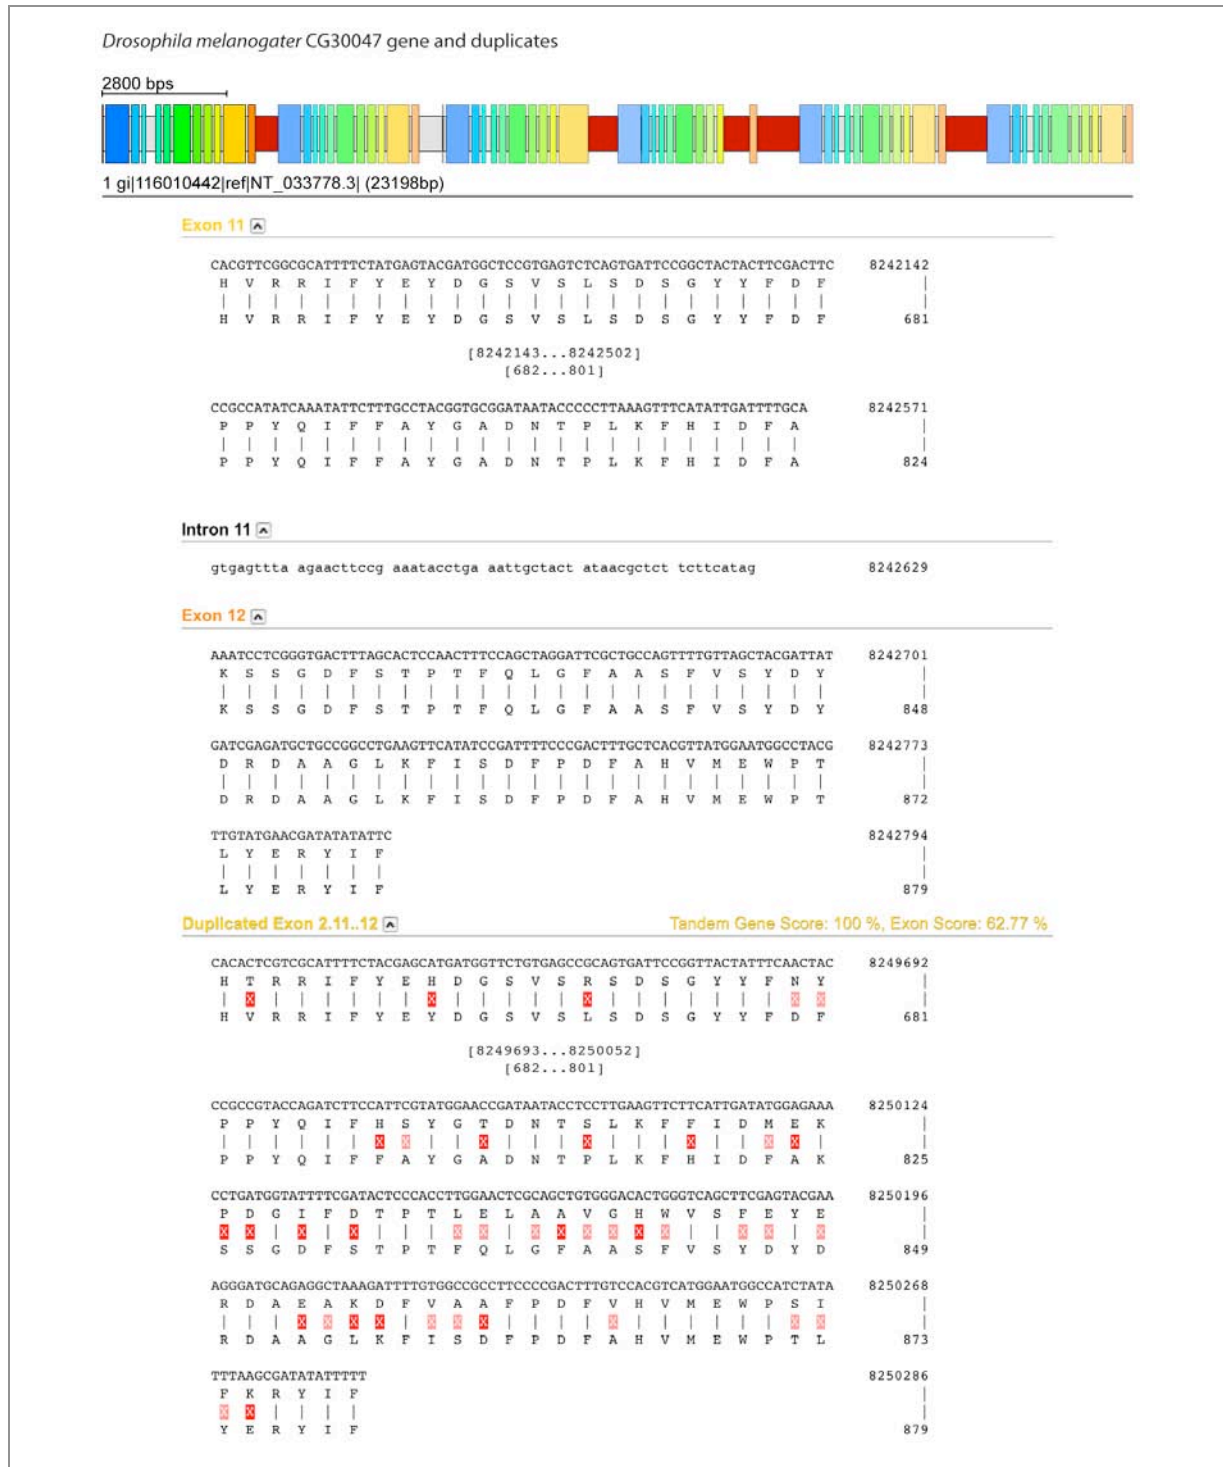 Drosophila melanogater CG30047 gene and duplicates
2800 bps
1 gi|116010442|ref|NT_033778.3| (23198bp)
Exon 11
CACGTTCGGCGCATTTTCTATGAGTACGATGGCTCCGTGAGTCTCAGTGATTCCGGCTACTACTTCGACTTC 8242142
H V R R I F Y E Y D G S V S L S D S G Y Y F D F |
| | | | | | | | | | | | | | | | | | | | | | | | |
H V R R I F Y E Y D G S V S L S D S G Y Y F D F 681
[8242143...8242502]
[682...801]
CCGCCATATCAAATATTCTTTGCCTACGGTGCGGATAATACCCCCTTAAAGTTTCATATTGATTTTGCA 8242571
P P Y Q I F F A Y G A D N T P L K F H I D F A |
| | | | | | | | | | | | | | | | | | | | | | | |
P P Y Q I F F A Y G A D N T P L K F H I D F A 824
Intron 11
gtgagtttta agaacttccg aaatacctga aattgctact ataacgctct tcttcatag 8242629
Exon 12
AAATCCTCGGGTGACTTTAGCACTCCAACTTTCCAGCTAGGATTCGCTGCCAGTTTTGTTAGCTACGATTAT 8242701
K S S G D F S T P T F Q L G F A A S F V S Y D Y |
| | | | | | | | | | | | | | | | | | | | | | | | |
K S S G D F S T P T F Q L G F A A S F V S Y D Y 848
GATCGAGATGCTGCCGGCCTGAAGTTCATATCCGATTTTCCCGACTTTGCTCACGTTATGGAATGGCCTACG 8242773
D R D A A G L K F I S D F P D F A H V M E W P T |
| | | | | | | | | | | | | | | | | | | | | | | | |
D R D A A G L K F I S D F P D F A H V M E W P T 872
TTGTATGAACGATATATATTC 8242794
L Y E R Y I F |
| | | | | | | |
L Y E R Y I F 879
Duplicated Exon 2.11..12 Tandem Gene Score: 100 %, Exon Score: 62.77 %
CACACTCGTCGCATTTTCTACGAGCATGATGGTTCTGTGAGCCGCAGTGATTCCGGTTACTATTTCAACTAC 8249692
H T R R I F Y E H D G S V S R S D S G Y Y F N Y |
| X | | | | | | X | | | | | X | | | | | | | X X |
H V R R I F Y E Y D G S V S L S D S G Y Y F D F 681
[8249693...8250052]
[682...801]
CCGCCGTACCAGATCTTCCATTCGTATGGAACCGATAATACCTCCTTGAAGTTCTTCATTGATATGGAGAAA 8250124
P P Y Q I F H S Y G T D N T S L K F F I D M E K |
| | | | | | X X | | X | | | X | | | X | | X X | |
P P Y Q I F F A Y G A D N T P L K F H I D F A K 825
CCTGATGGTATTTTCGATACTCCCACCTTGGAACTCGCAGCTGTGGGACACTGGGTCAGCTTCGAGTACGAA 8250196
P D G I F D T P T L E L A A V G H W V S F E Y E |
X X | X | X | | | X X | X X X X X X | | X X | X |
S S G D F S T P T F Q L G F A A S F V S Y D Y D 849
AGGGATGCAGAGGCTAAAGATTTTGTGGCCGCCTTCCCCGACTTTGTCCACGTCATGGAATGGCCATCTATA 8250268
R D A E A K D F V A A F P D F V H V M E W P S I |
| | | X X X X | X X X | | | | X | | | | | | X X |
R D A A G L K F I S D F P D F A H V M E W P T L 873
TTTAAGCGATATATTTTT 8250286
F K R Y I F |
X X | | | | |
Y E R Y I F 879